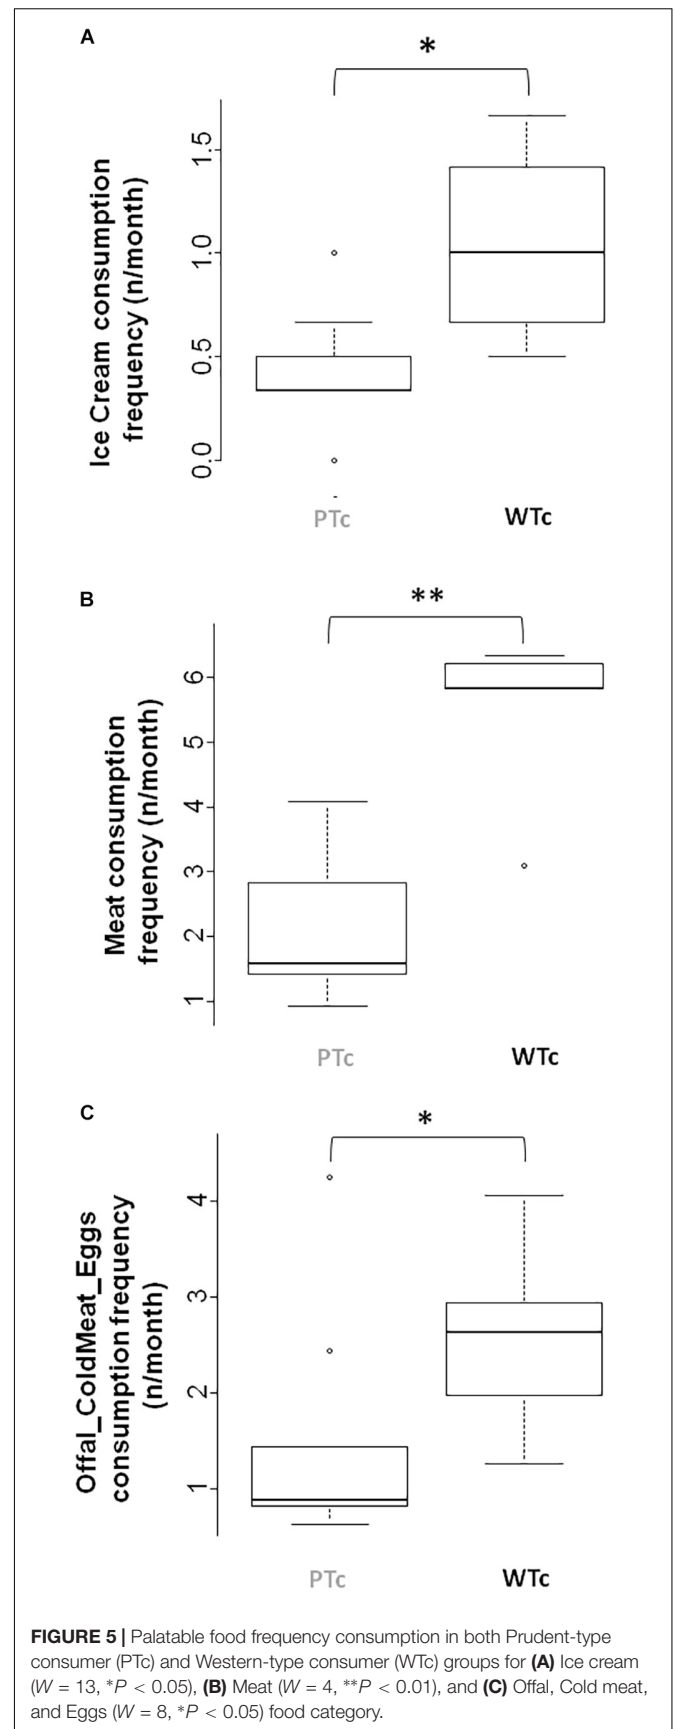 A
*
Ice Cream consumption
frequency (n/month)
1.5
1.0
0.5
0.0
PTc
WTc
B
**
Meat consumption
frequency (n/month)
6
5
4
3
2
1
PTc
WTc
C
*
Offal_ColdMeat_Eggs
consumption frequency
(n/month)
4
3
2
1
PTc
WTc
FIGURE 5 | Palatable food frequency consumption in both Prudent-type
consumer (PTc) and Western-type consumer (WTc) groups for (A) Ice cream
(W = 13, *P < 0.05), (B) Meat (W = 4, **P < 0.01), and (C) Offal, Cold meat,
and Eggs (W = 8, *P < 0.05) food category.